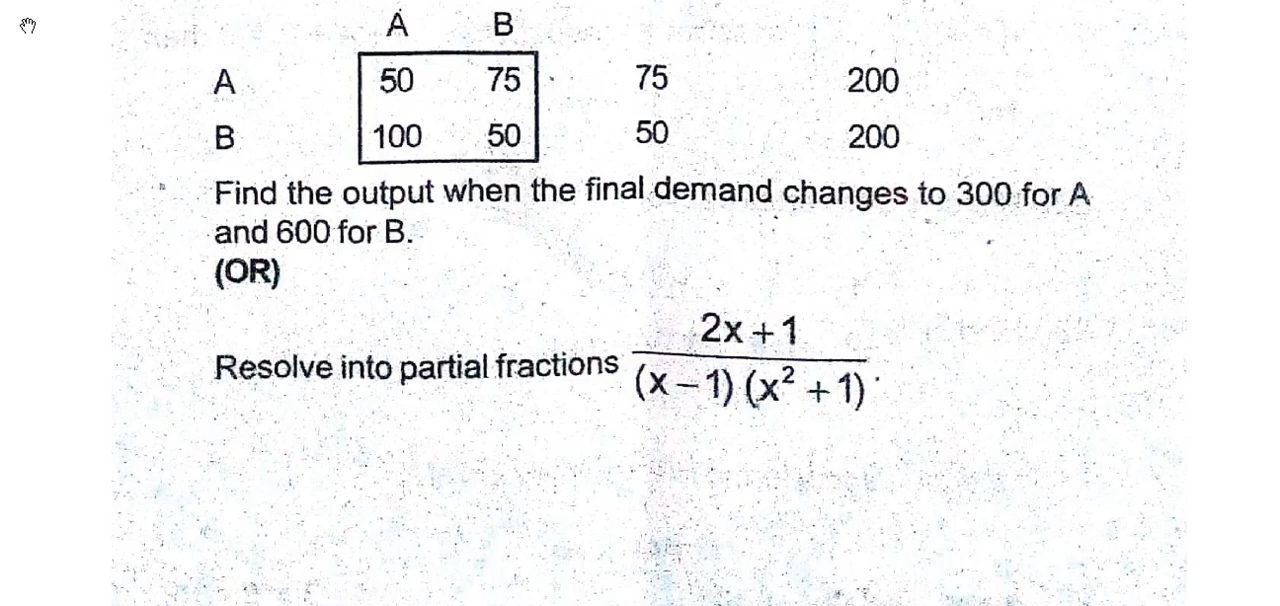 A B
A 50 75 75 200
B 100 50 50 200
Find the output when the final demand changes to 300 for A
and 600 for B.
(OR)
Resolve into partial fractions (2x + 1) / ((x – 1) (x² + 1)).